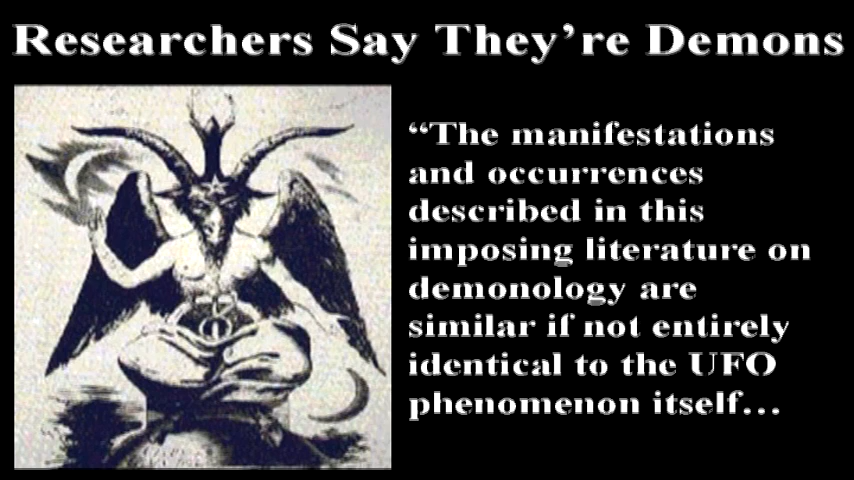 Researchers Say They’re Demons
“The manifestations
and occurrences
described in this
imposing literature on
demonology are
similar if not entirely
identical to the UFO
phenomenon itself…